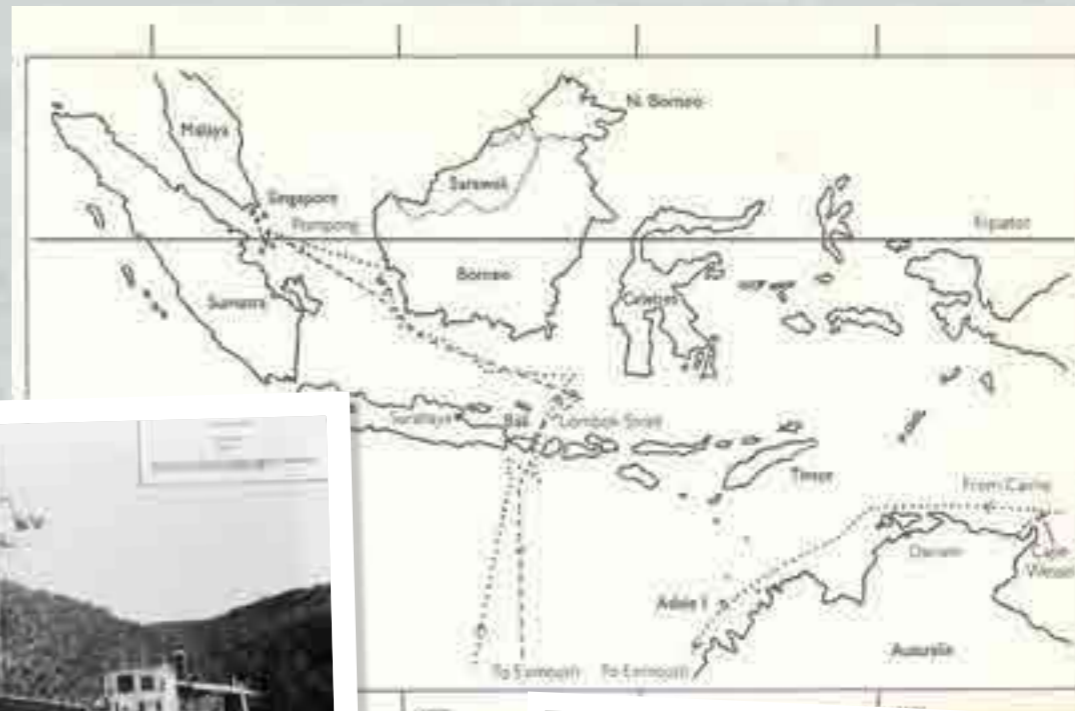 N. Borneo
Malaya
Sarawak
Singapore
Pompong
Equator
Borneo
Sumatra
Celebes
Surabaya
Bali
Lombok Strait
Timor
From Cairns
Darwin
Cape
Wessel
Adele I
Australia
To Exmouth
To Exmouth